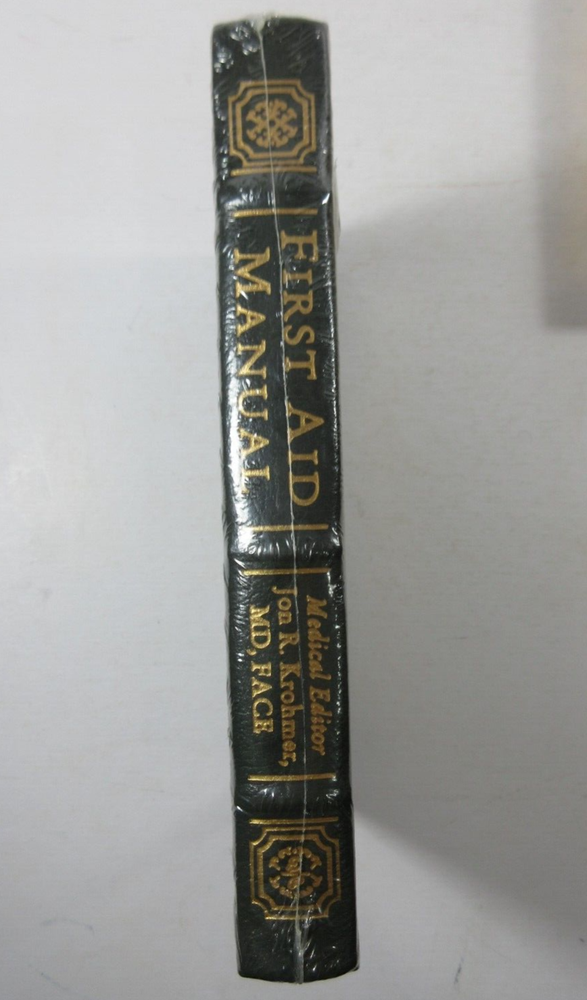 FIRST AID
MANUAL
Medical Editor
Jon R. Krohmer,
MD, FACE